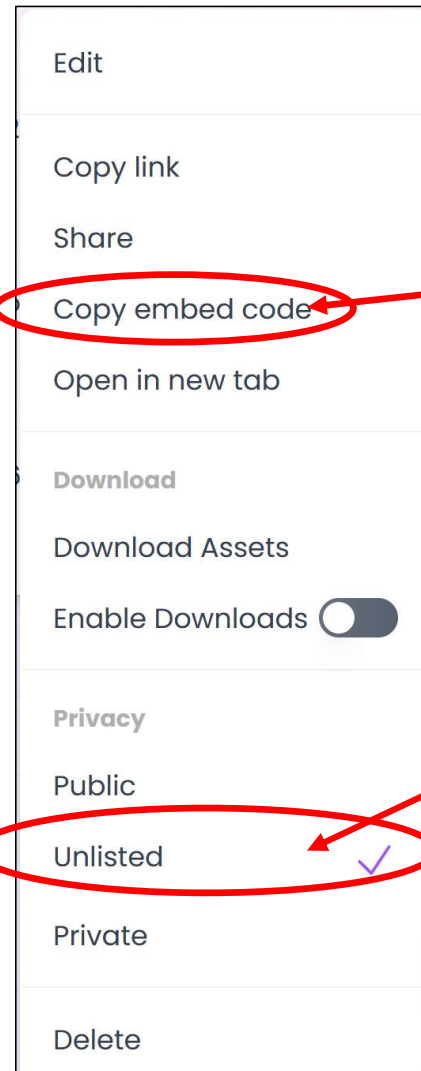 Edit
Copy link
Share
Copy embed code
Open in new tab
Download
Download Assets
Enable Downloads
Privacy
Public
Unlisted
Private
Delete